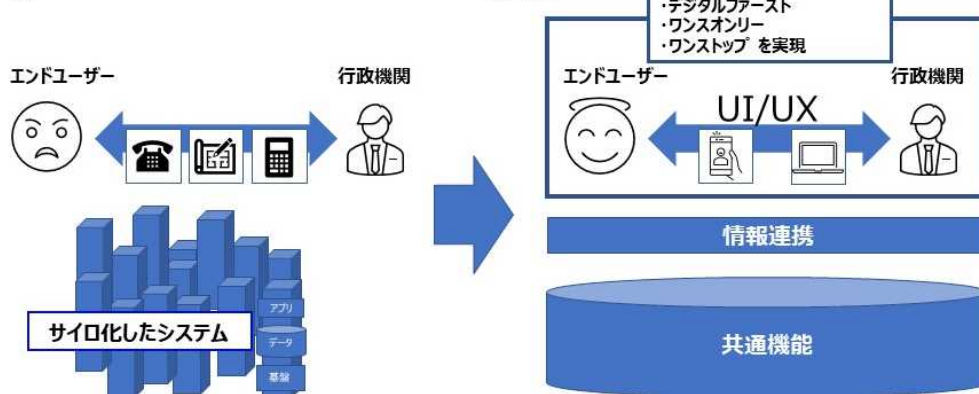 ・デジタルファースト
・ワンスオンリー
・ワンストップ を実現
エンドユーザー
行政機関
サイロ化したシステム
アプリ
データ
基盤
エンドユーザー
行政機関
UI/UX
情報連携
共通機能